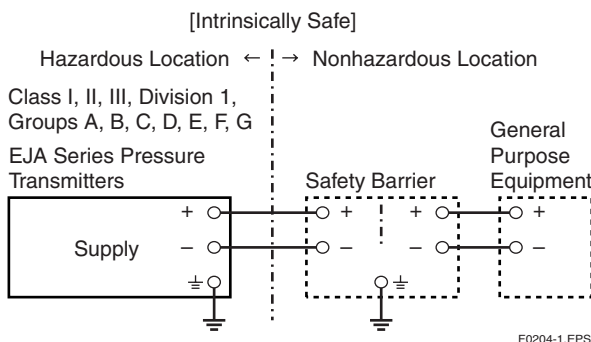 [Intrinsically Safe]
Hazardous Location ← → Nonhazardous Location
Class I, II, III, Division 1,
Groups A, B, C, D, E, F, G
EJA Series Pressure
Transmitters
Safety Barrier
General
Purpose
Equipment
+ + + +
Supply – – – –
F0204-1.EPS